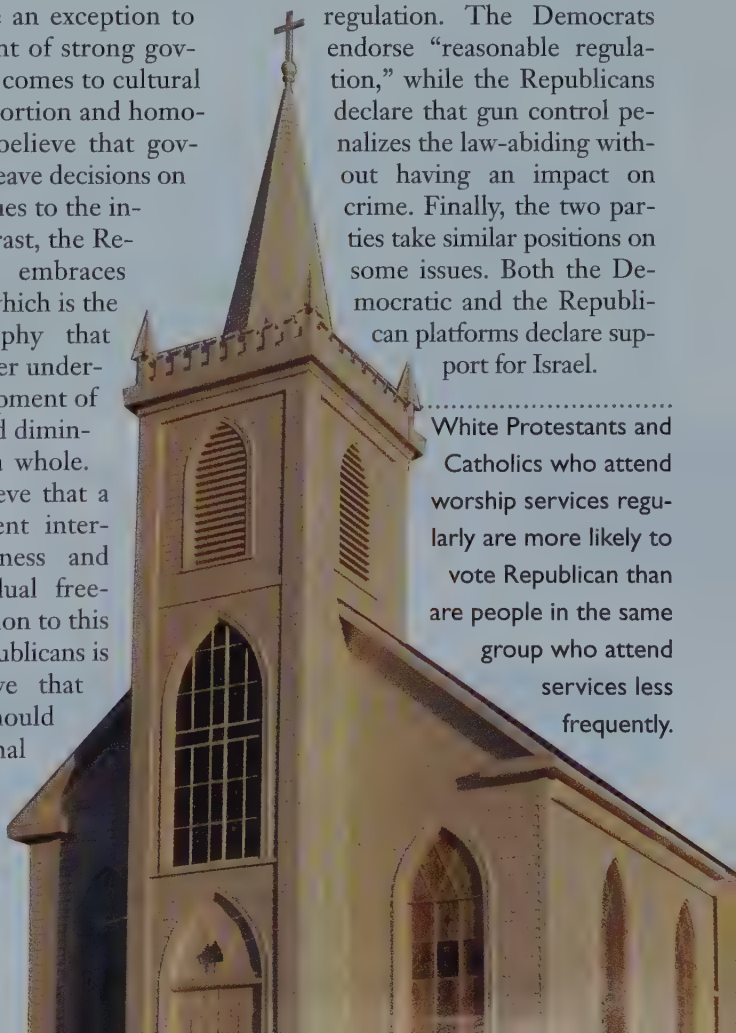 an exception to
nt of strong gov-
comes to cultural
ortion and homo-
believe that gov-
eave decisions on
ues to the in-
rast, the Re-
embraces
which is the
phy that
er under-
opment of
d dimin-
whole.
eve that a
ent inter-
ness and
dual free-
ion to this
ublicans is
ve that
hould
nal
regulation. The Democrats
endorse “reasonable regula-
tion,” while the Republicans
declare that gun control pe-
nalizes the law-abiding with-
out having an impact on
crime. Finally, the two par-
ties take similar positions on
some issues. Both the De-
mocratic and the Republi-
can platforms declare sup-
port for Israel.
White Protestants and
Catholics who attend
worship services regu-
larly are more likely to
vote Republican than
are people in the same
group who attend
services less
frequently.